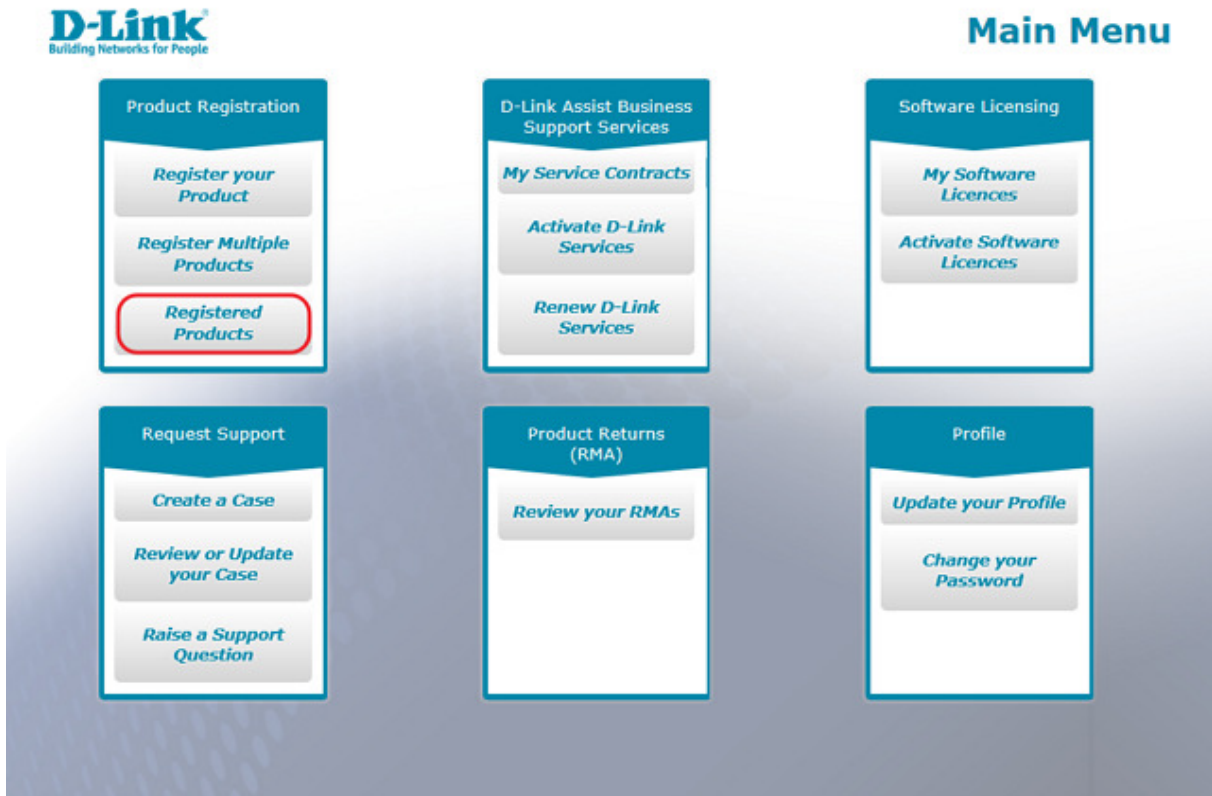 D-Link
Building Networks for People
Main Menu
Product Registration
Register your
Product
Register Multiple
Products
Registered
Products
D-Link Assist Business
Support Services
My Service Contracts
Activate D-Link
Services
Renew D-Link
Services
Software Licensing
My Software
Licences
Activate Software
Licences
Request Support
Create a Case
Review or Update
your Case
Raise a Support
Question
Product Returns
(RMA)
Review your RMAs
Profile
Update your Profile
Change your
Password